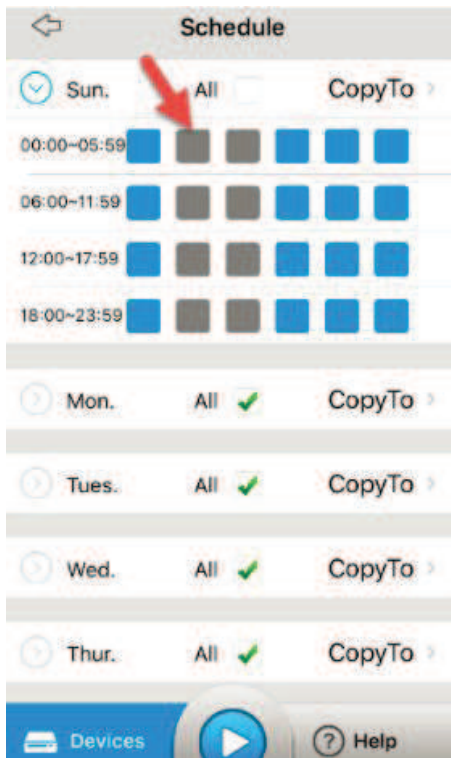 Schedule
Sun. All CopyTo
00:00~05:59
06:00~11:59
12:00~17:59
18:00~23:59
Mon. All CopyTo
Tues. All CopyTo
Wed. All CopyTo
Thur. All CopyTo
Devices ? Help